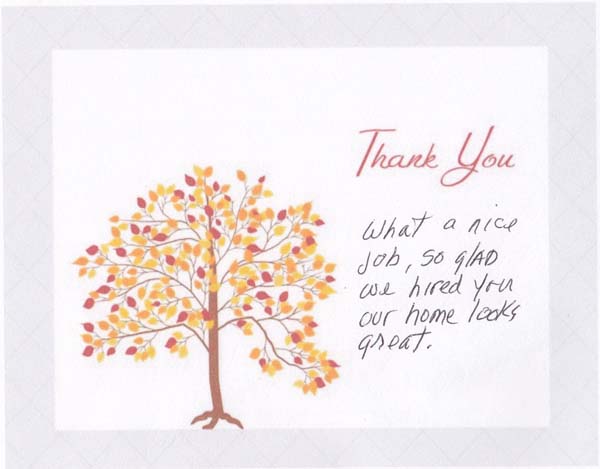 Thank You
What a nice
job, so glad
we hired you
our home looks
great.